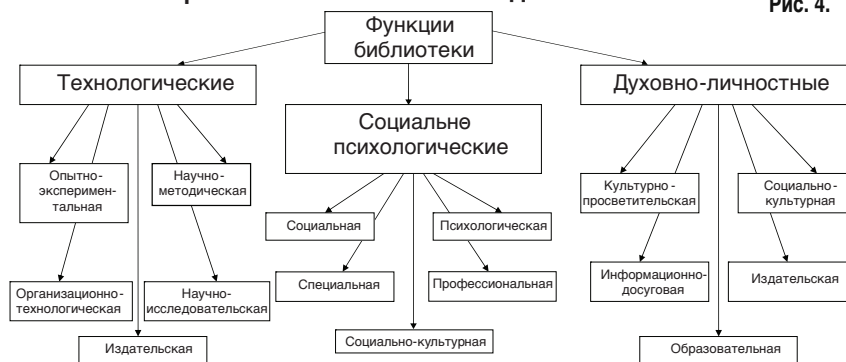 Рис. 4.
Функции
библиотеки
Технологические
Духовно-личностные
Социально
психологические
Опытно-
эксперимен-
тальная
Научно-
методическая
Культурно-
просветительская
Социально-
культурная
Социальная
Психологическая
Организационно-
технологическая
Научно-
исследовательская
Специальная
Профессиональная
Информационно-
досуговая
Издательская
Издательская
Социально-культурная
Образовательная